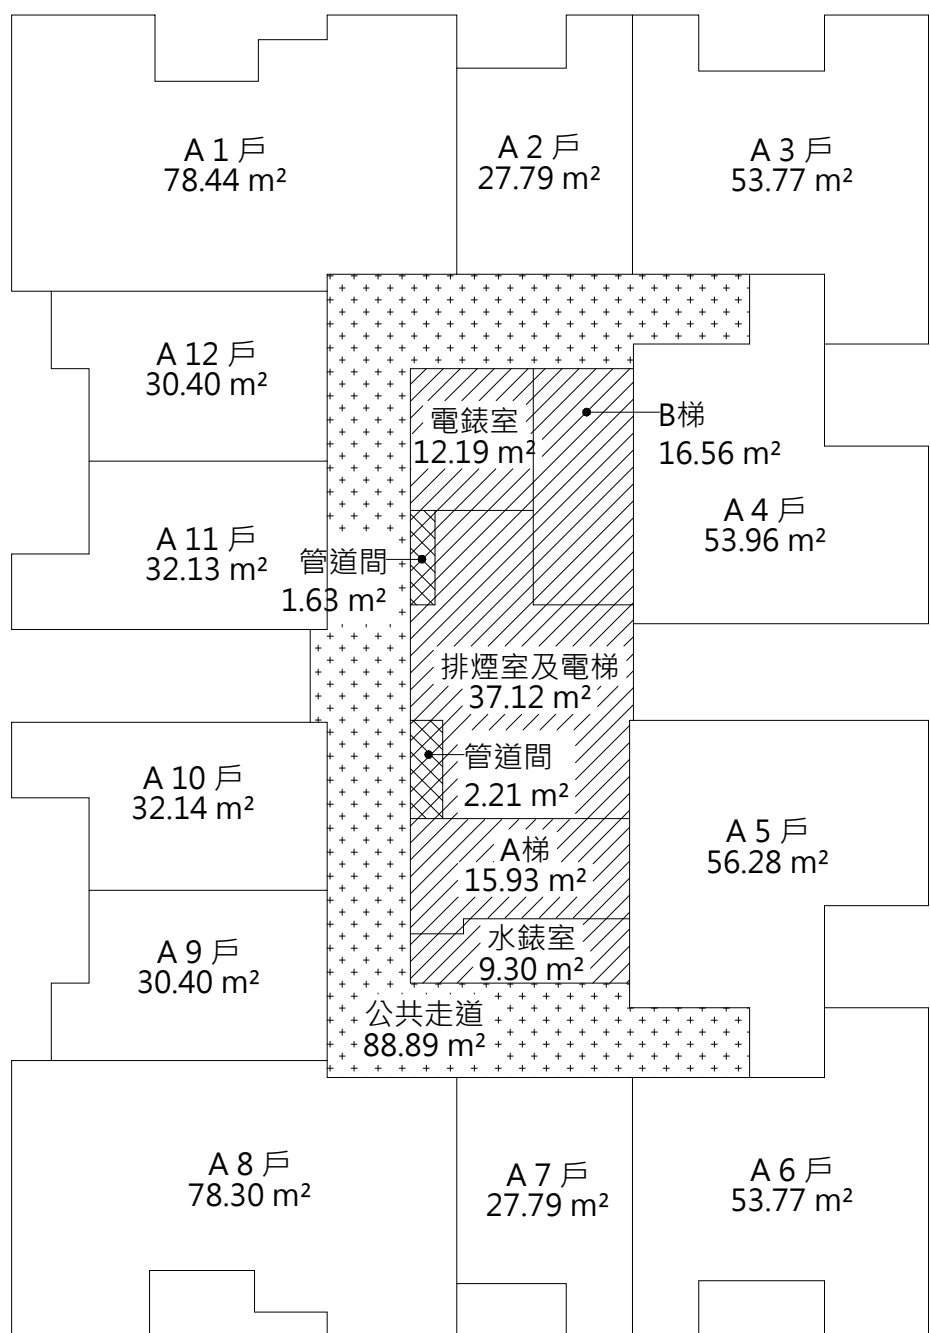 A 1 戶
78.44 m²
A 2 戶
27.79 m²
A 3 戶
53.77 m²
A 12 戶
30.40 m²
電錶室
12.19 m²
B梯
16.56 m²
A 4 戶
53.96 m²
A 11 戶
32.13 m²
管道間
1.63 m²
排煙室及電梯
37.12 m²
管道間
2.21 m²
A 10 戶
32.14 m²
A 5 戶
56.28 m²
A梯
15.93 m²
A 9 戶
30.40 m²
水錶室
9.30 m²
公共走道
88.89 m²
A 8 戶
78.30 m²
A 7 戶
27.79 m²
A 6 戶
53.77 m²